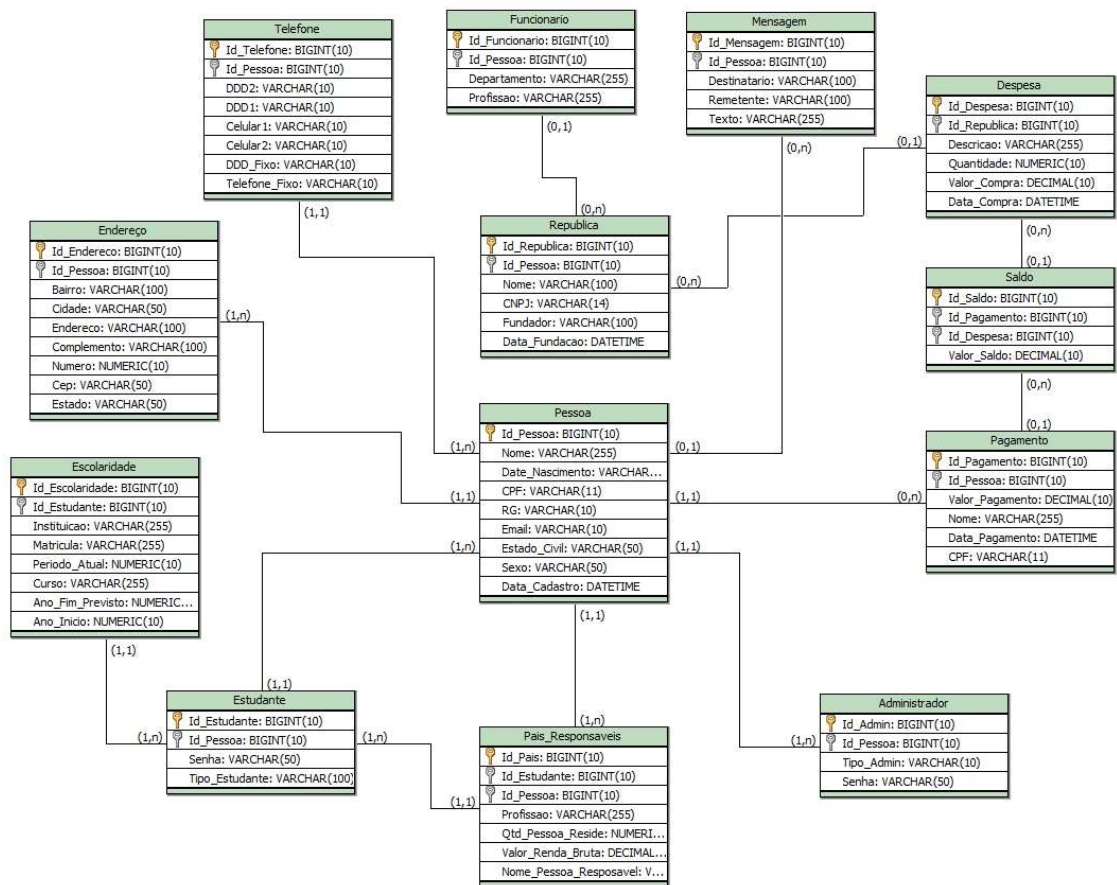 Telefone
Id_Telefone: BIGINT(10)
Id_Pessoa: BIGINT(10)
DDD2: VARCHAR(10)
DDD1: VARCHAR(10)
Celular1: VARCHAR(10)
Celular2: VARCHAR(10)
DDD_Fixo: VARCHAR(10)
Telefone_Fixo: VARCHAR(10)
(1,1)
Funcionario
Id_Funcionario: BIGINT(10)
Id_Pessoa: BIGINT(10)
Departamento: VARCHAR(255)
Profissao: VARCHAR(255)
(0,1)
Mensagem
Id_Mensagem: BIGINT(10)
Id_Pessoa: BIGINT(10)
Destinatario: VARCHAR(100)
Remetente: VARCHAR(100)
Texto: VARCHAR(255)
(0,n)
Despesa
Id_Despesa: BIGINT(10)
Id_Republica: BIGINT(10)
Descricao: VARCHAR(255)
Quantidade: NUMERIC(10)
Valor_Compra: DECIMAL(10)
Data_Compra: DATETIME
(0,1)
(0,n)
Endereço
Id_Endereco: BIGINT(10)
Id_Pessoa: BIGINT(10)
Bairro: VARCHAR(100)
Cidade: VARCHAR(50)
Endereco: VARCHAR(100)
Complemento: VARCHAR(100)
Numero: NUMERIC(10)
Cep: VARCHAR(50)
Estado: VARCHAR(50)
(1,n)
(0,n)
Republica
Id_Republica: BIGINT(10)
Id_Pessoa: BIGINT(10)
Nome: VARCHAR(100)
CNPJ: VARCHAR(14)
Fundador: VARCHAR(100)
Data_Fundacao: DATETIME
(0,n)
(0,1)
Saldo
Id_Saldo: BIGINT(10)
Id_Pagamento: BIGINT(10)
Id_Despesa: BIGINT(10)
Valor_Saldo: DECIMAL(10)
(0,n)
Pessoa
Id_Pessoa: BIGINT(10)
Nome: VARCHAR(255)
Date_Nascimento: VARCHAR...
CPF: VARCHAR(11)
RG: VARCHAR(10)
Email: VARCHAR(10)
Estado_Civil: VARCHAR(50)
Sexo: VARCHAR(50)
Data_Cadastro: DATETIME
(1,n)
(1,1)
(1,n)
(0,1)
(1,1)
(1,1)
(1,1)
(0,1)
Pagamento
Id_Pagamento: BIGINT(10)
Id_Pessoa: BIGINT(10)
Valor_Pagamento: DECIMAL(10)
Nome: VARCHAR(255)
Data_Pagamento: DATETIME
CPF: VARCHAR(11)
(0,n)
Escolaridade
Id_Escolaridade: BIGINT(10)
Id_Estudante: BIGINT(10)
Instituicao: VARCHAR(255)
Matricula: VARCHAR(255)
Periodo_Atual: NUMERIC(10)
Curso: VARCHAR(255)
Ano_Fim_Previsto: NUMERIC...
Ano_Inicio: NUMERIC(10)
(1,1)
(1,1)
Estudante
Id_Estudante: BIGINT(10)
Id_Pessoa: BIGINT(10)
Senha: VARCHAR(50)
Tipo_Estudante: VARCHAR(100)
(1,n)
(1,n)
(1,n)
Pais_Responsaveis
Id_Pais: BIGINT(10)
Id_Estudante: BIGINT(10)
Id_Pessoa: BIGINT(10)
Profissao: VARCHAR(255)
Qtd_Pessoa_Reside: NUMERI...
Valor_Renda_Bruta: DECIMAL...
Nome_Pessoa_Resposavel: V...
(1,1)
Administrador
Id_Admin: BIGINT(10)
Id_Pessoa: BIGINT(10)
Tipo_Admin: VARCHAR(10)
Senha: VARCHAR(50)
(1,n)